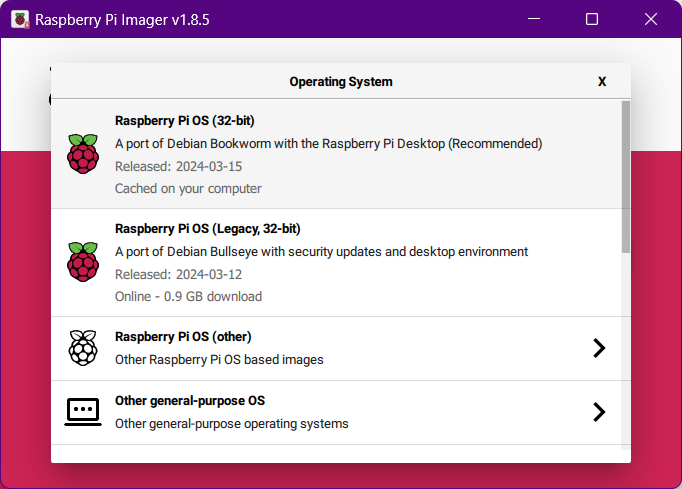 Raspberry Pi Imager v1.8.5
Operating System
X
Raspberry Pi OS (32-bit)
A port of Debian Bookworm with the Raspberry Pi Desktop (Recommended)
Released: 2024-03-15
Cached on your computer
Raspberry Pi OS (Legacy, 32-bit)
A port of Debian Bullseye with security updates and desktop environment
Released: 2024-03-12
Online - 0.9 GB download
Raspberry Pi OS (other)
Other Raspberry Pi OS based images
Other general-purpose OS
Other general-purpose operating systems